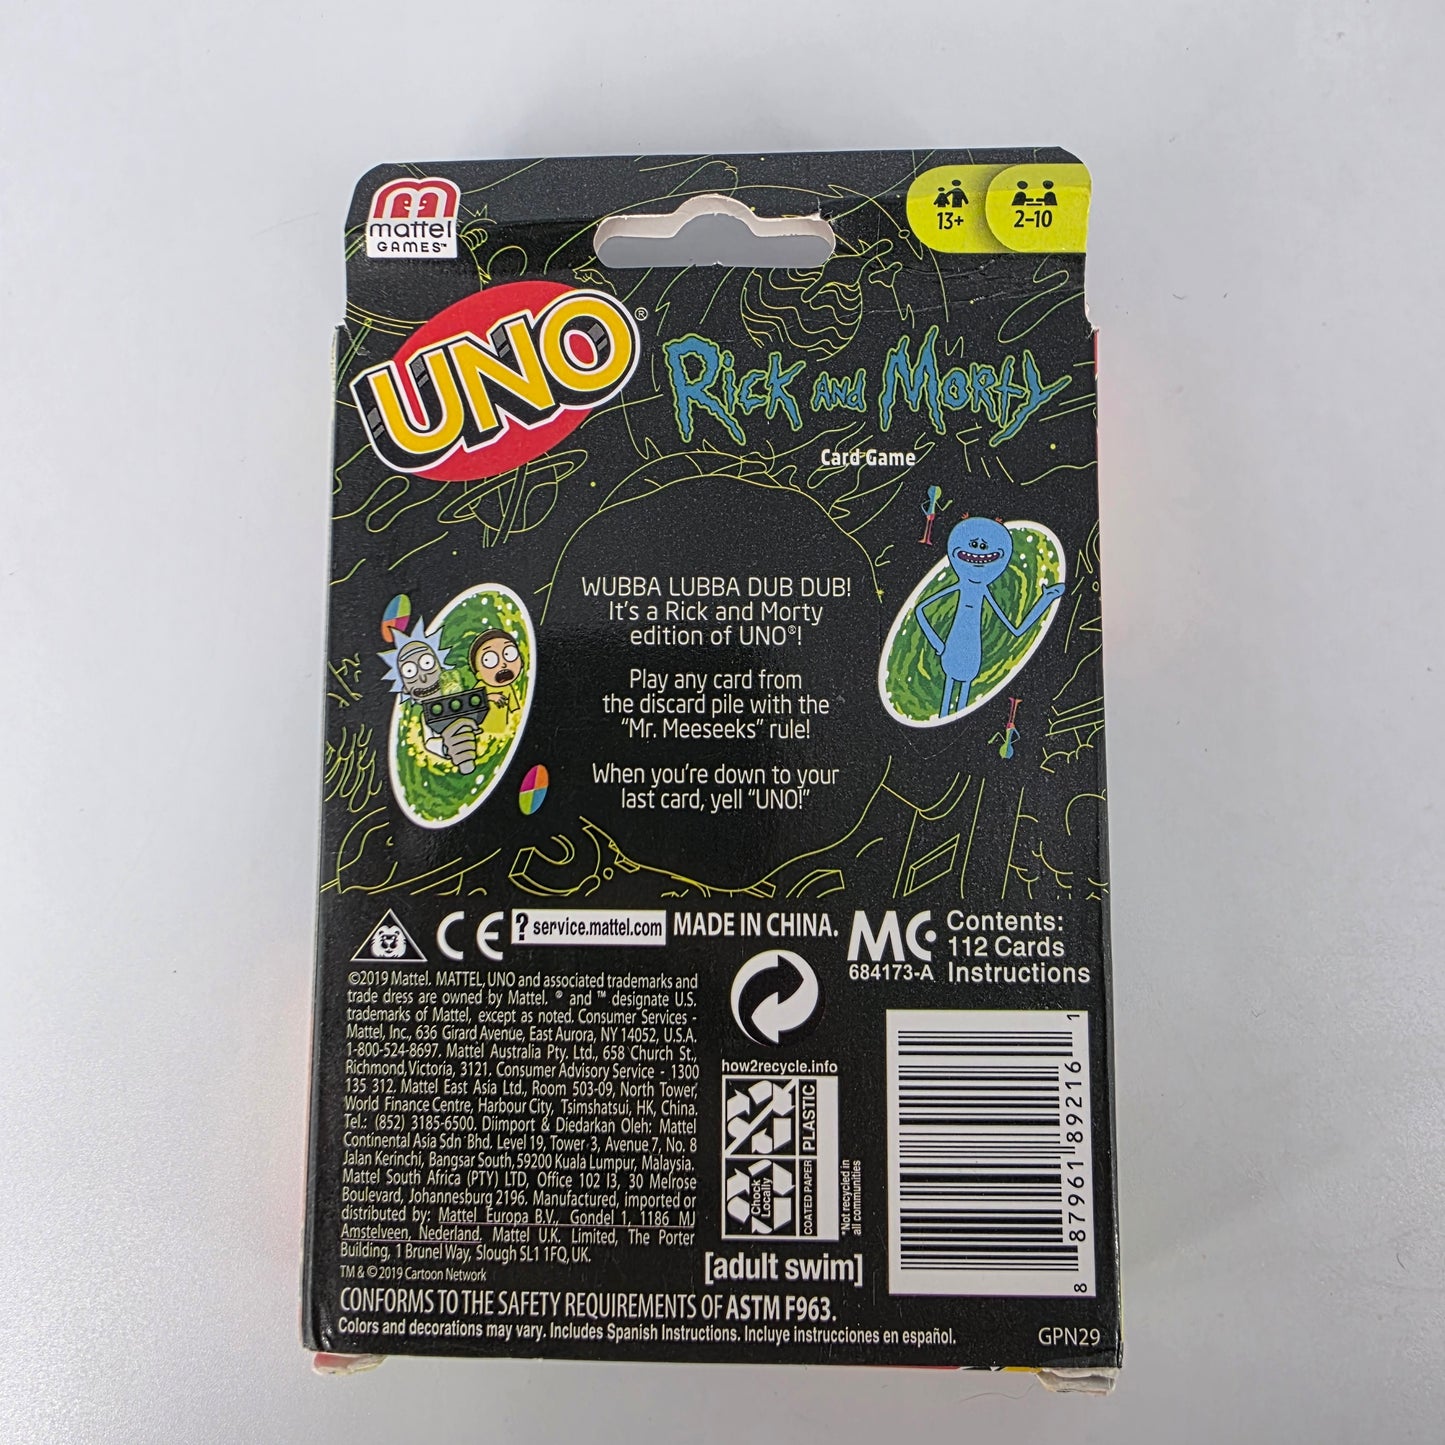 mattel
GAMES™
13+
2-10
UNO®
Rick and Morty
Card Game
WUBBA LUBBA DUB DUB!
It's a Rick and Morty
edition of UNO®!
Play any card from
the discard pile with the
"Mr. Meeseeks" rule!
When you're down to your
last card, yell "UNO!"
CE
? service.mattel.com
MADE IN CHINA.
MC
684173-A
Contents:
112 Cards
Instructions
©2019 Mattel. MATTEL, UNO and associated trademarks and
trade dress are owned by Mattel. ® and ™ designate U.S.
trademarks of Mattel, except as noted. Consumer Services -
Mattel, Inc., 636 Girard Avenue, East Aurora, NY 14052, U.S.A.
1-800-524-8697. Mattel Australia Pty. Ltd., 658 Church St.,
Richmond, Victoria, 3121. Consumer Advisory Service - 1300
135 312. Mattel East Asia Ltd., Room 503-09, North Tower,
World Finance Centre, Harbour City, Tsimshatsui, HK, China.
Tel.: (852) 3185-6500. Diimport & Diedarkan Oleh: Mattel
Continental Asia Sdn Bhd. Level 19, Tower 3, Avenue 7, No. 8
Jalan Kerinchi, Bangsar South, 59200 Kuala Lumpur, Malaysia.
Mattel South Africa (PTY) LTD, Office 102 I3, 30 Melrose
Boulevard, Johannesburg 2196. Manufactured, imported or
distributed by: Mattel Europa B.V., Gondel 1, 1186 MJ
Amstelveen, Nederland. Mattel U.K. Limited, The Porter
Building, 1 Brunel Way, Slough SL1 1FQ, UK.
TM & © 2019 Cartoon Network
how2recycle.info
PLASTIC
COATED PAPER
Check
Locally*
*Not recycled in
all communities
[adult swim]
8 87961 89216 1
CONFORMS TO THE SAFETY REQUIREMENTS OF ASTM F963.
Colors and decorations may vary. Includes Spanish Instructions. Incluye instrucciones en español.
GPN29